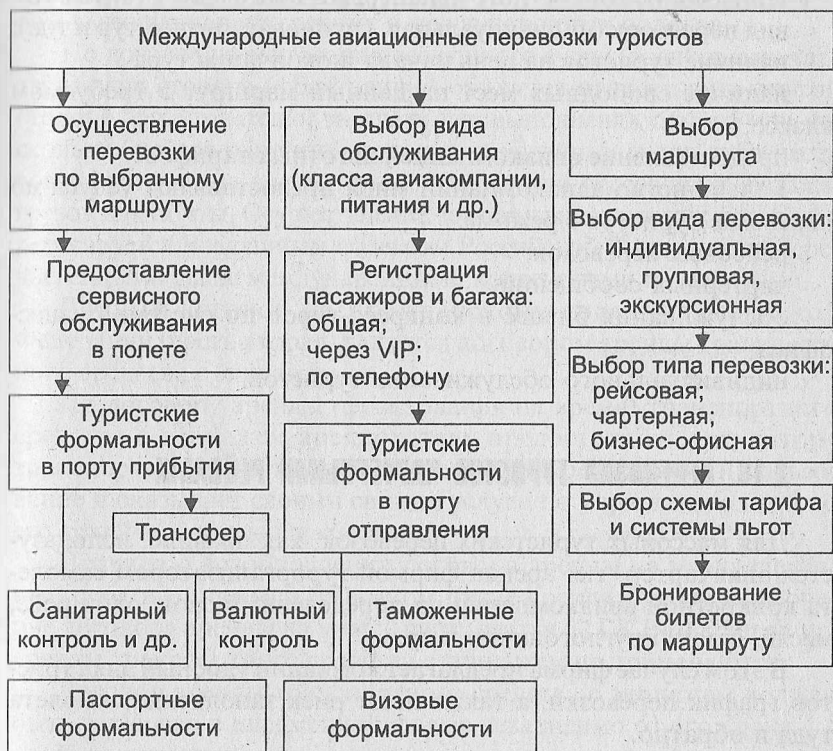 Международные авиационные перевозки туристов
Осуществление
перевозки
по выбранному
маршруту
Предоставление
сервисного
обслуживания
в полете
Туристские
формальности
в порту прибытия
Трансфер
Выбор вида
обслуживания
(класса авиакомпании,
питания и др.)
Регистрация
пасажиров и багажа:
общая;
через VIP;
по телефону
Туристские
формальности
в порту
отправления
Выбор
маршрута
Выбор вида перевозки:
индивидуальная,
групповая
экскурсионная
Выбор типа перевозки:
рейсовая;
чартерная;
бизнес-офисная
Выбор схемы тарифа
и системы льгот
Бронирование
билетов
по маршруту
Санитарный
контроль и др.
Валютный
контроль
Таможенные
формальности
Паспортные
формальности
Визовые
формальности